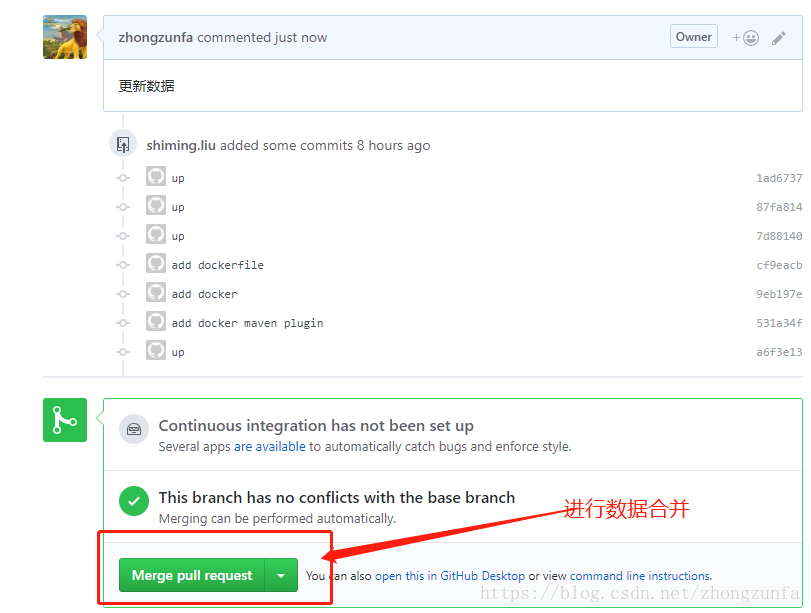 zhongzunfa commented just now
Owner
更新数据
shiming.liu added some commits 8 hours ago
up 1ad6737
up 87fa814
up 7d88140
add dockerfile cf9eacb
add docker 9eb197e
add docker maven plugin 531a34f
up a6f3e13
Continuous integration has not been set up
Several apps are available to automatically catch bugs and enforce style.
This branch has no conflicts with the base branch
Merging can be performed automatically.
进行数据合并
Merge pull request
You can also open this in GitHub Desktop or view command line instructions.
https://blog.csdn.net/zhongzunfa